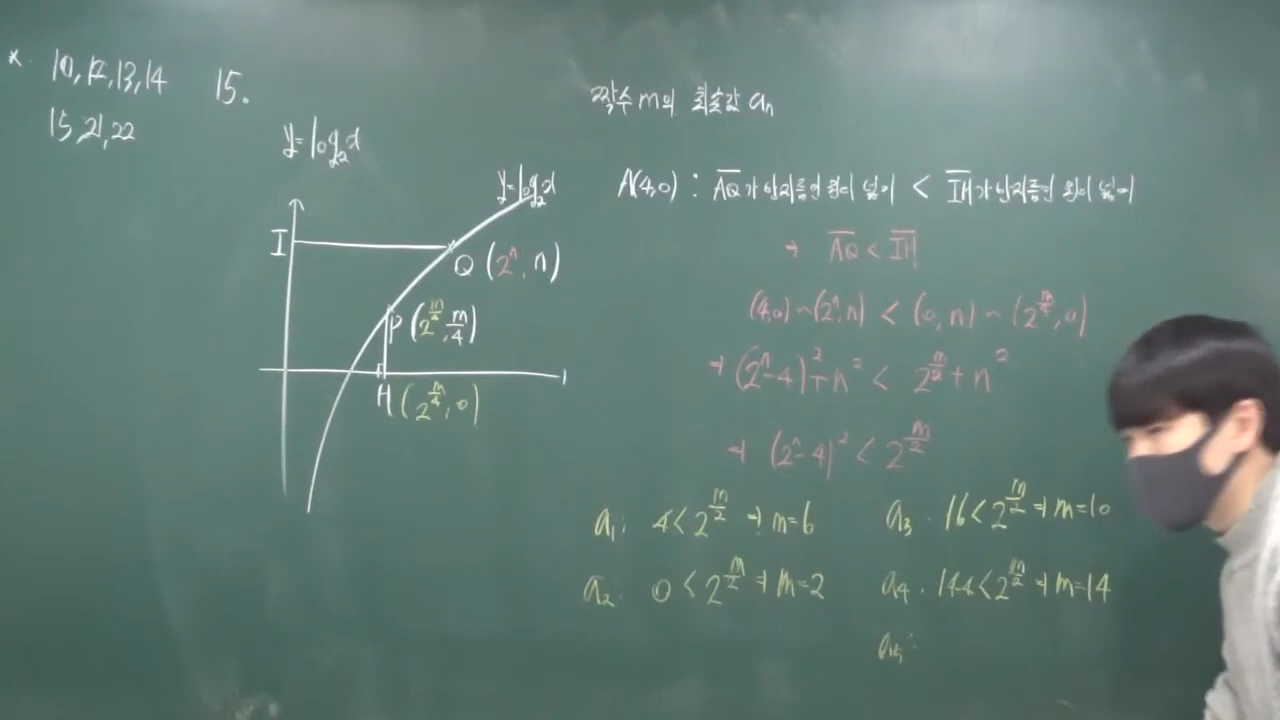 * 10, 12, 13, 14
15, 21, 22
15.
y=log₂x
y=log₂x
I
Q (2ⁿ, n)
P (2^{m/4}, m/4)
H (2^{m/4}, 0)
짝수 m의 최솟값 aₙ
A(4,0) : AQ가 반지름인 원의 넓이 < IH가 반지름인 원의 넓이
→ AQ < IH
(4,0) ~ (2ⁿ, n) < (0, n) ~ (2^{m/4}, 0)
→ (2ⁿ-4)² + n² < 2^{m/2} + n²
→ (2ⁿ-4)² < 2^{m/2}
a₁: 4 < 2^{m/2} → m=6
a₂: 0 < 2^{m/2} → m=2
a₃: 16 < 2^{m/2} → m=10
a₄: 144 < 2^{m/2} → m=14
a₅: